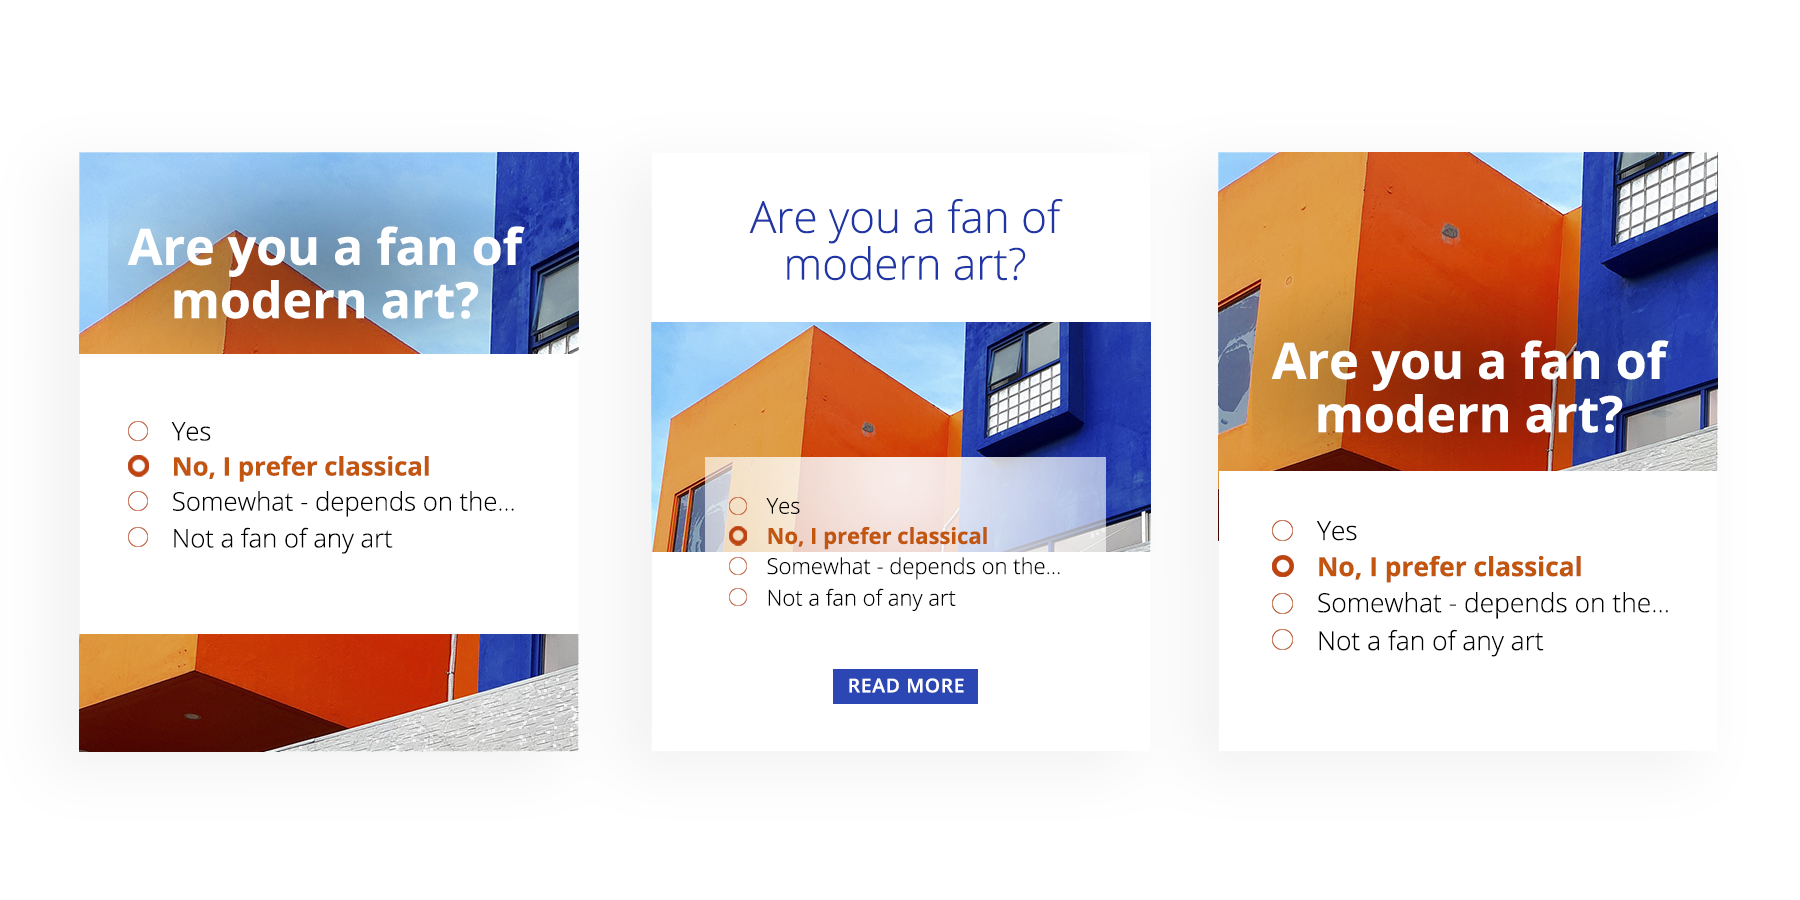 Are you a fan of
modern art?
Yes
No, I prefer classical
Somewhat - depends on the...
Not a fan of any art
Are you a fan of
modern art?
Yes
No, I prefer classical
Somewhat - depends on the...
Not a fan of any art
READ MORE
Are you a fan of
modern art?
Yes
No, I prefer classical
Somewhat - depends on the...
Not a fan of any art